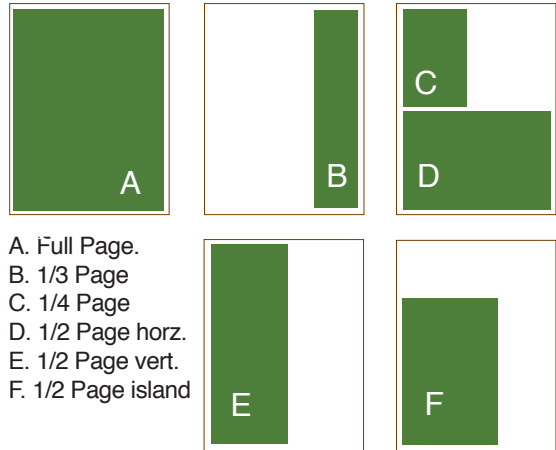 A
B
C
D
A. Full Page.
B. 1/3 Page
C. 1/4 Page
D. 1/2 Page horz.
E. 1/2 Page vert.
F. 1/2 Page island
E
F